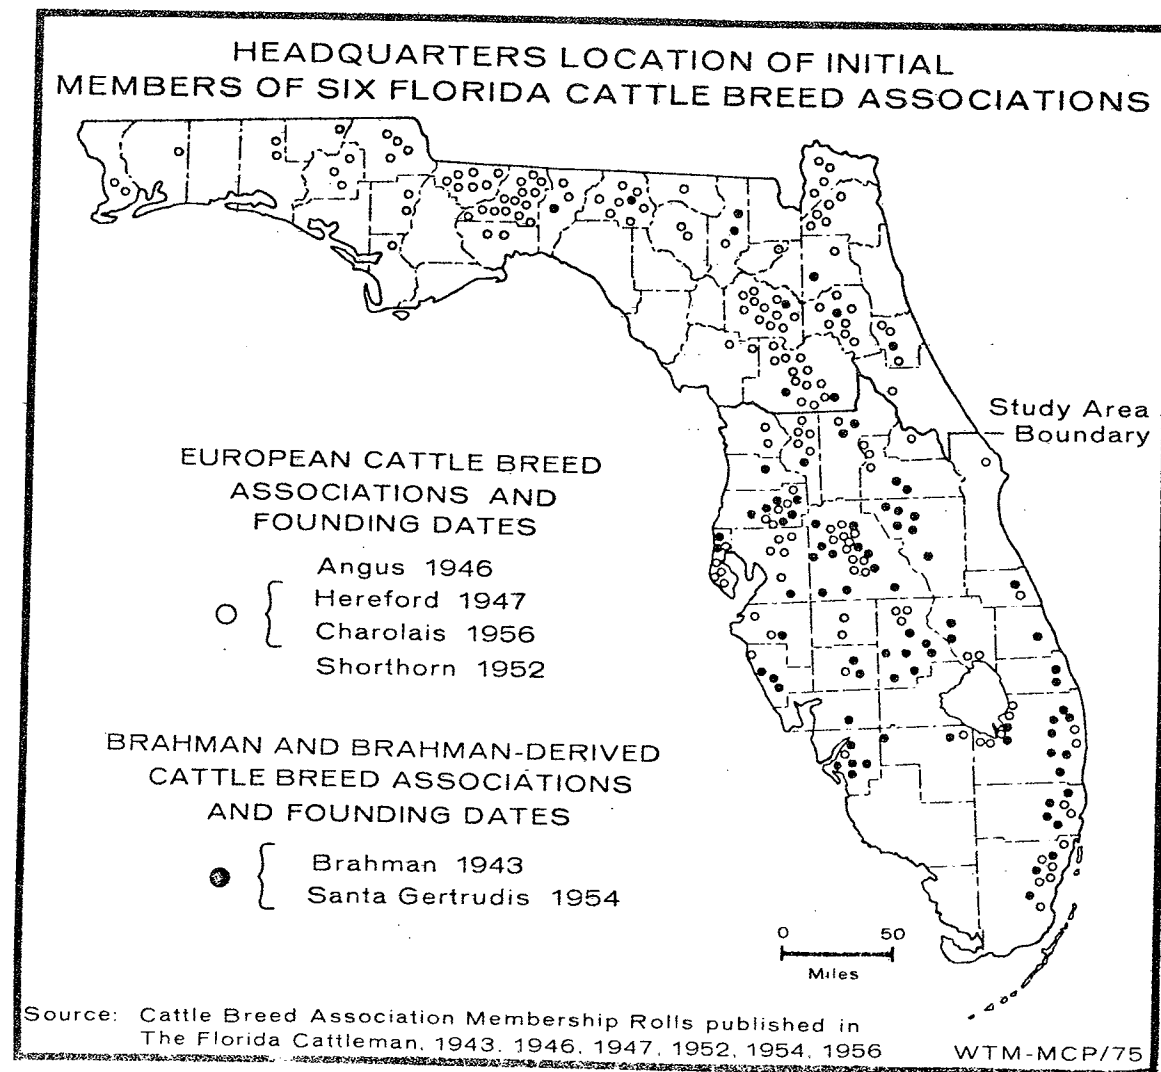 HEADQUARTERS LOCATION OF INITIAL
MEMBERS OF SIX FLORIDA CATTLE BREED ASSOCIATIONS
Study Area
Boundary
EUROPEAN CATTLE BREED
ASSOCIATIONS AND
FOUNDING DATES
Angus 1946
Hereford 1947
Charolais 1956
Shorthorn 1952
BRAHMAN AND BRAHMAN-DERIVED
CATTLE BREED ASSOCIATIONS
AND FOUNDING DATES
Brahman 1943
Santa Gertrudis 1954
0 50
Miles
Source: Cattle Breed Association Membership Rolls published in
The Florida Cattleman, 1943, 1946, 1947, 1952, 1954, 1956
WTM-MCP/75